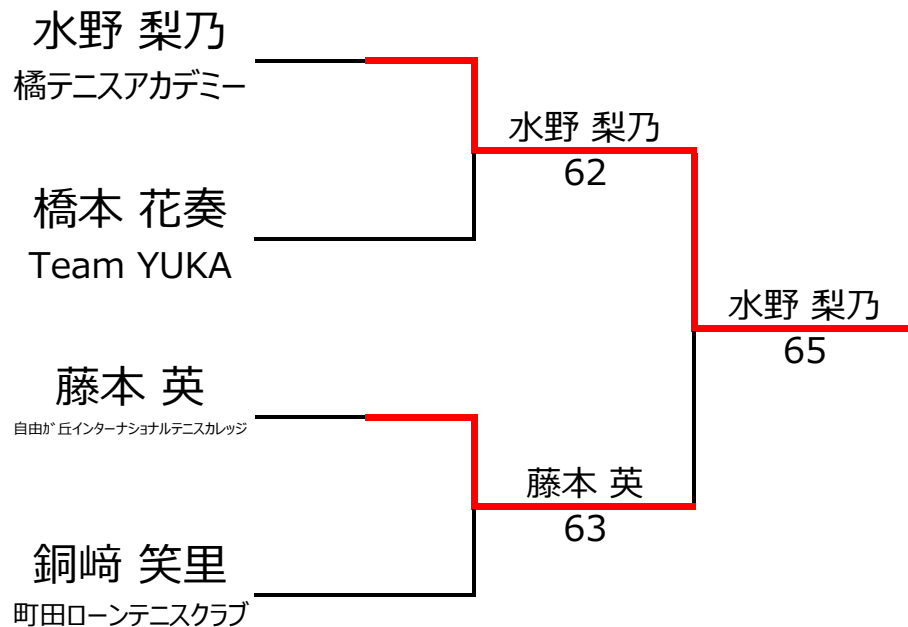 水野 梨乃
橘テニスアカデミー
水野 梨乃
62
橋本 花奏
Team YUKA
水野 梨乃
65
藤本 英
自由が丘インターナショナルテニスカレッジ
藤本 英
63
銅﨑 笑里
町田ローンテニスクラブ